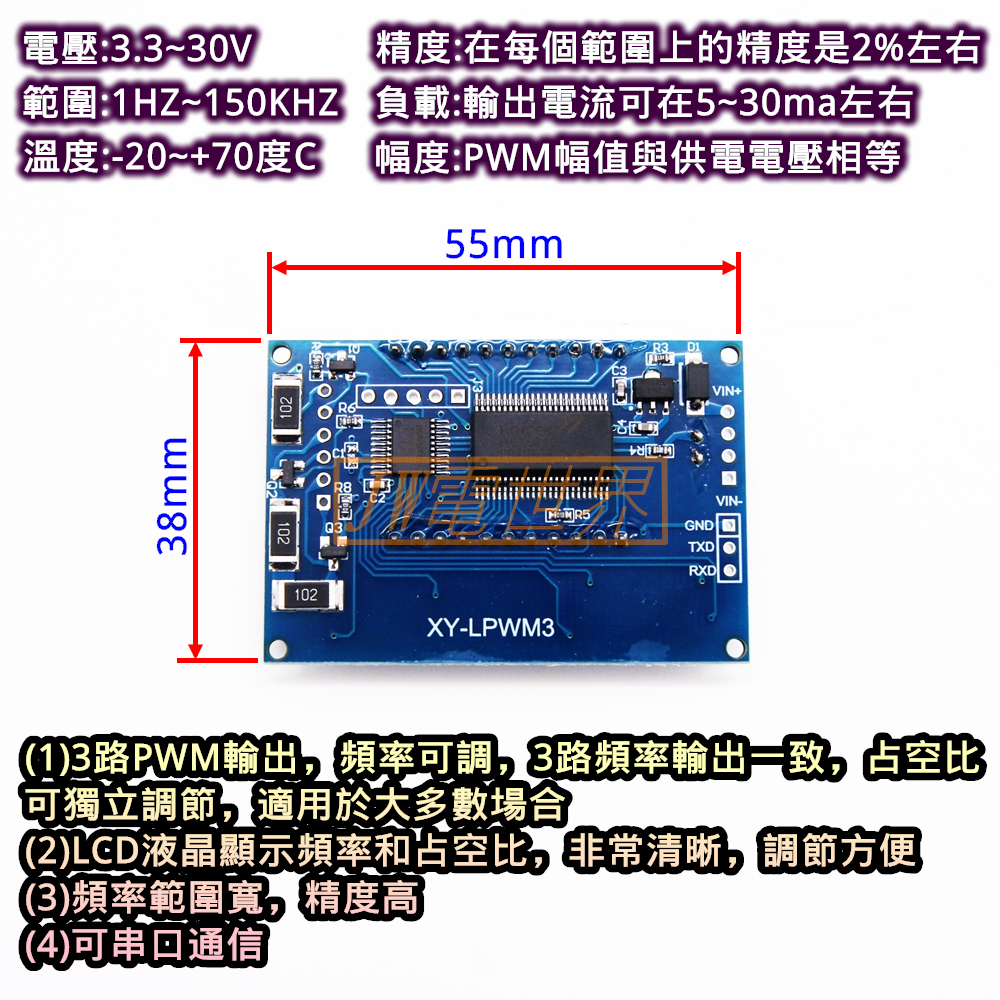 電壓:3.3~30V
精度:在每個範圍上的精度是2%左右
範圍:1HZ~150KHZ
負載:輸出電流可在5~30ma左右
溫度:-20~+70度C
幅度:PWM幅值與供電電壓相等
55mm
38mm
R3
D1
J3
C3
VIN+
102
R6
R4
C1
Q2
R8
C2
VIN-
JW電世界
R5
102
Q3
GND
TXD
RXD
102
XY-LPWM3
(1)3路PWM輸出，頻率可調，3路頻率輸出一致，占空比
可獨立調節，適用於大多數場合
(2)LCD液晶顯示頻率和占空比，非常清晰，調節方便
(3)頻率範圍寬，精度高
(4)可串口通信